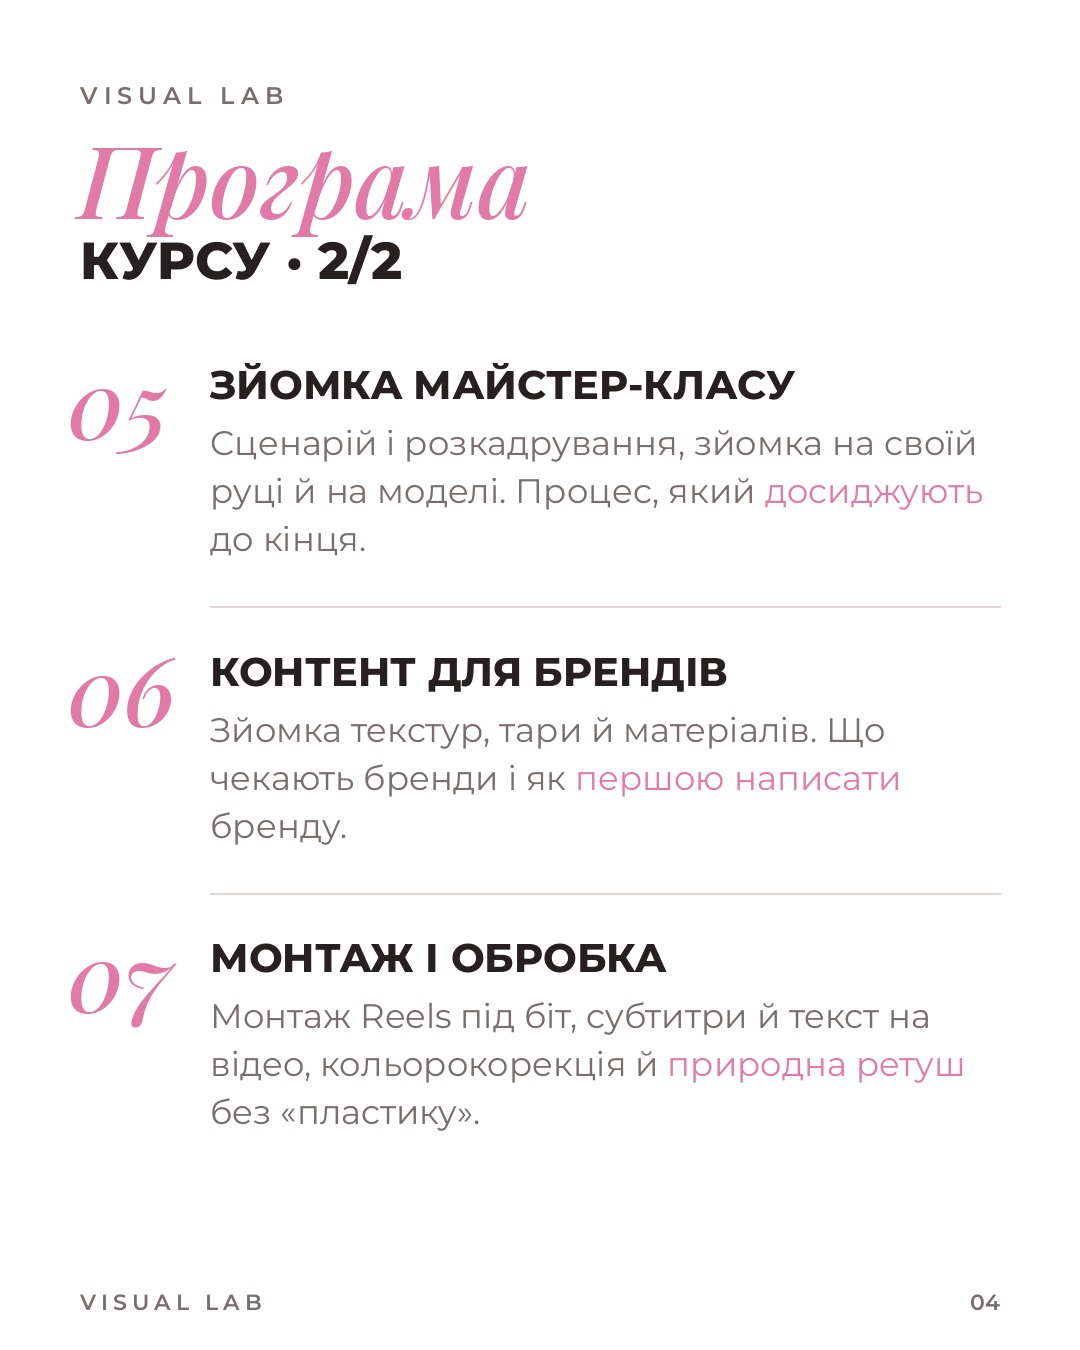 VISUAL LAB
Програма
КУРСУ · 2/2
05
ЗЙОМКА МАЙСТЕР-КЛАСУ
Сценарій і розкадрування, зйомка на своїй
руці й на моделі. Процес, який досиджують
до кінця.
06
КОНТЕНТ ДЛЯ БРЕНДІВ
Зйомка текстур, тари й матеріалів. Що
чекають бренди і як першою написати
бренду.
07
МОНТАЖ І ОБРОБКА
Монтаж Reels під біт, субтитри й текст на
відео, кольорокорекція й природна ретуш
без «пластику».
VISUAL LAB
04